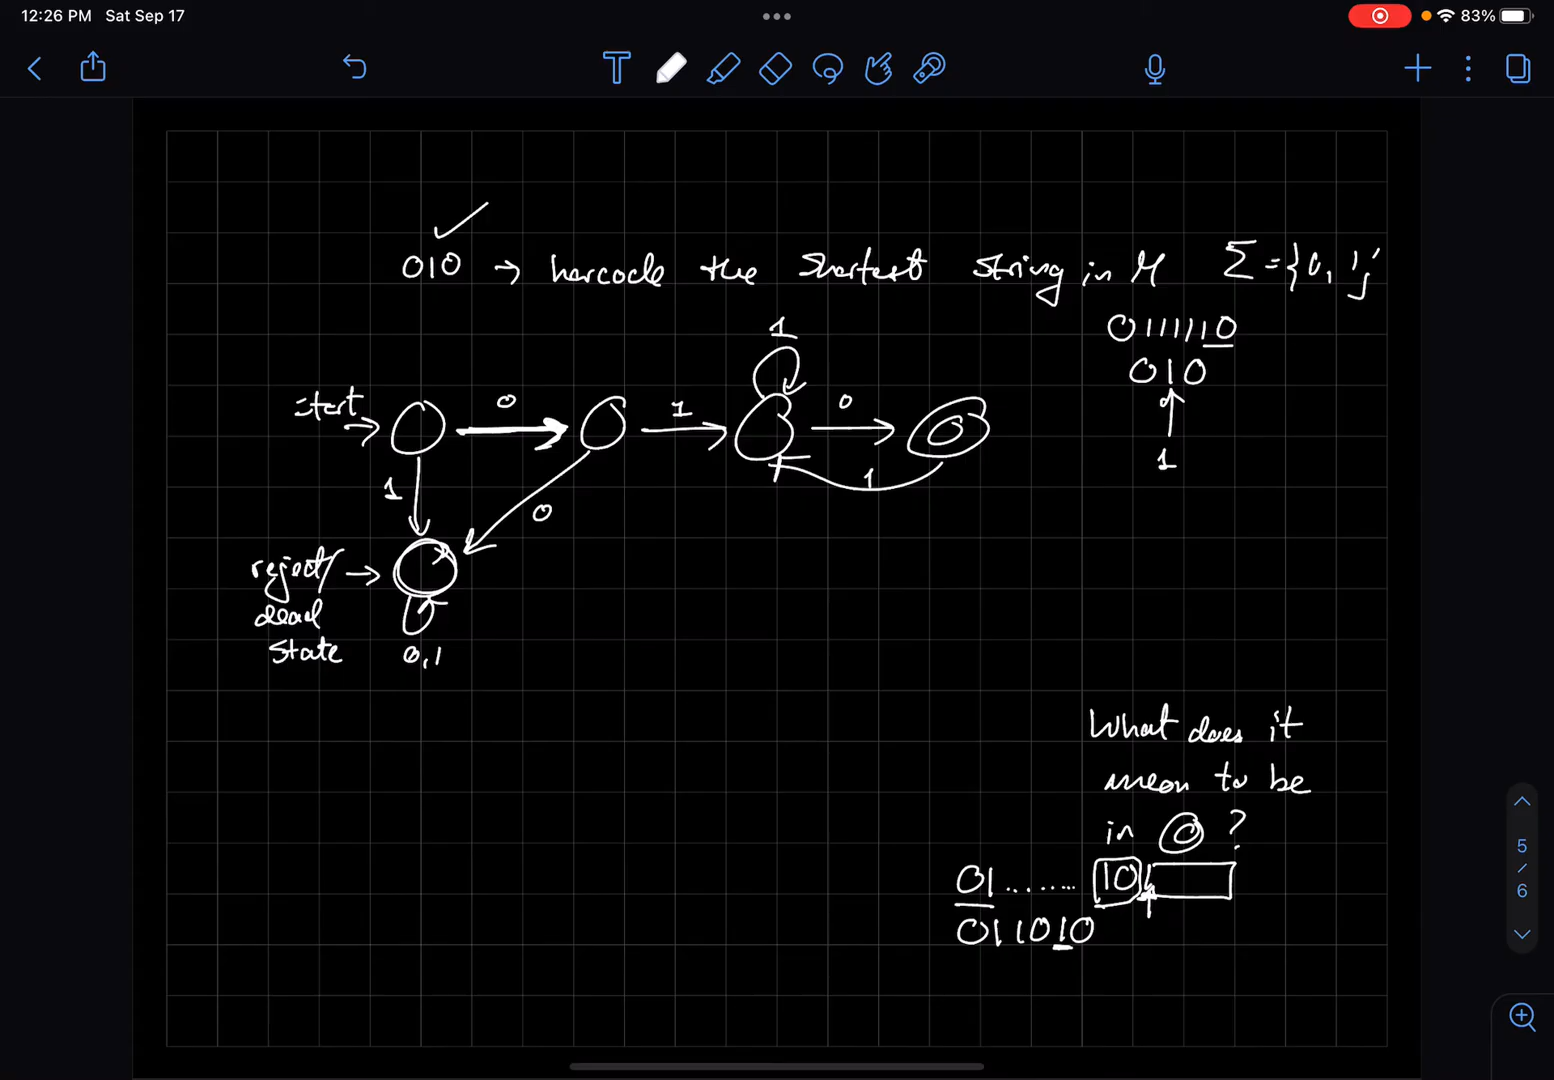 12:26 PM Sat Sep 17
83%
010 → harcode the shortest string in M Σ = {0, 1}
01111110
010
1
1
start → 0 1 0
1
1
0
reject/ →
dead
state 0,1
What does it
mean to be
in ?
01........ 10
011010
5
/
6